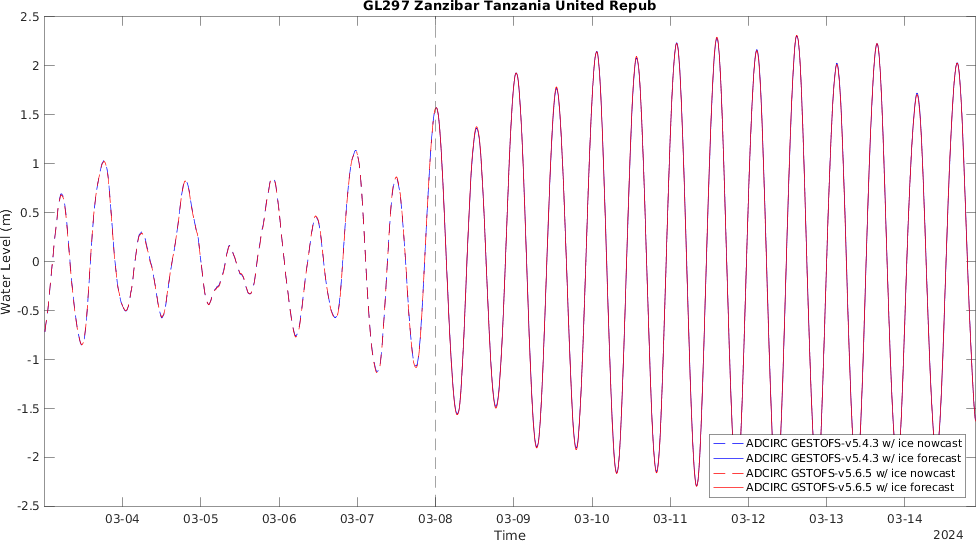 GL297 Zanzibar Tanzania United Repub
2.5
2
1.5
1
0.5
0
-0.5
-1
-1.5
-2
-2.5
Water Level (m)
ADCIRC GESTOFS-v5.4.3 w/ ice nowcast
ADCIRC GESTOFS-v5.4.3 w/ ice forecast
ADCIRC GSTOFS-v5.6.5 w/ ice nowcast
ADCIRC GSTOFS-v5.6.5 w/ ice forecast
03-04 03-05 03-06 03-07 03-08 03-09 03-10 03-11 03-12 03-13 03-14
Time
2024